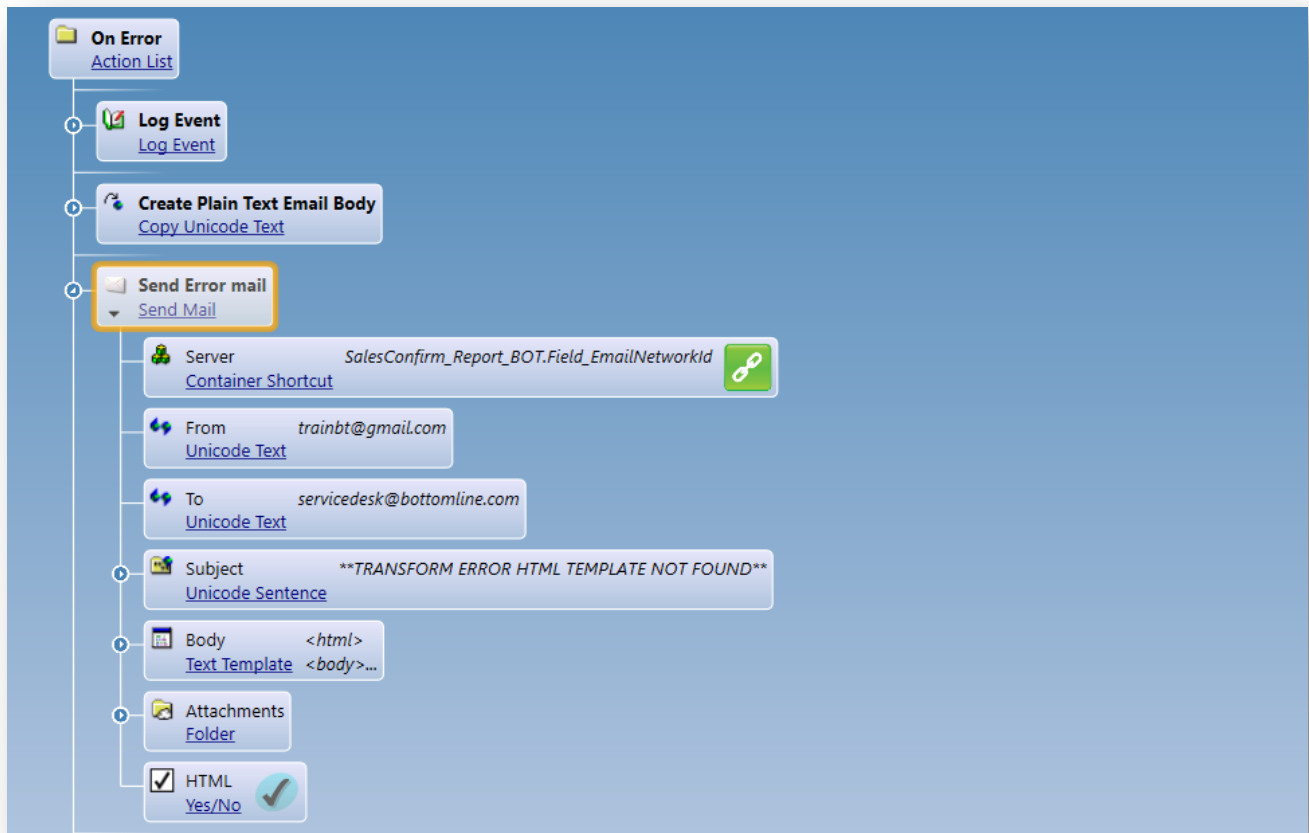 On Error
Action List
Log Event
Log Event
Create Plain Text Email Body
Copy Unicode Text
Send Error mail
Send Mail
Server SalesConfirm_Report_BOT.Field_EmailNetworkId
Container Shortcut
From trainbt@gmail.com
Unicode Text
To servicedesk@bottomline.com
Unicode Text
Subject **TRANSFORM ERROR HTML TEMPLATE NOT FOUND**
Unicode Sentence
Body <html>
Text Template <body>...
Attachments
Folder
HTML
Yes/No